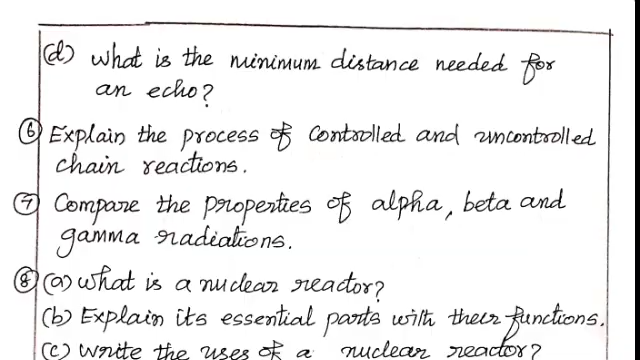 (d) What is the minimum distance needed for
an echo?
⑥ Explain the process of controlled and uncontrolled
chain reactions.
⑦ Compare the properties of alpha, beta and
gamma radiations.
⑧ (a) What is a nuclear reactor?
(b) Explain its essential parts with their functions.
(c) Write the uses of a nuclear reactor?